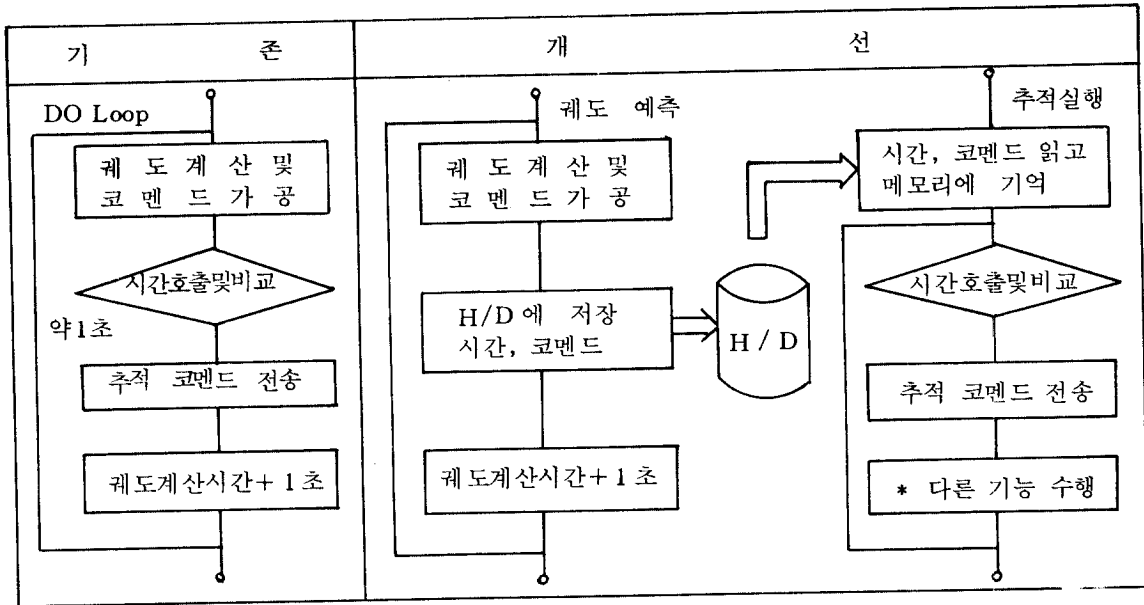 기 존
개 선
DO Loop
궤 도 계 산 및
코 멘 드 가 공
시간호출및비교
약1초
추적 코멘드 전송
궤도계산시간+ 1 초
궤도 예측
궤 도 계 산 및
코 멘 드 가 공
H/D 에 저장
시간, 코멘드
H / D
궤도계산시간+1 초
추적실행
시간, 코멘드 읽고
메모리에 기억
시간호출및비교
추적 코멘드 전송
* 다른 기능 수행